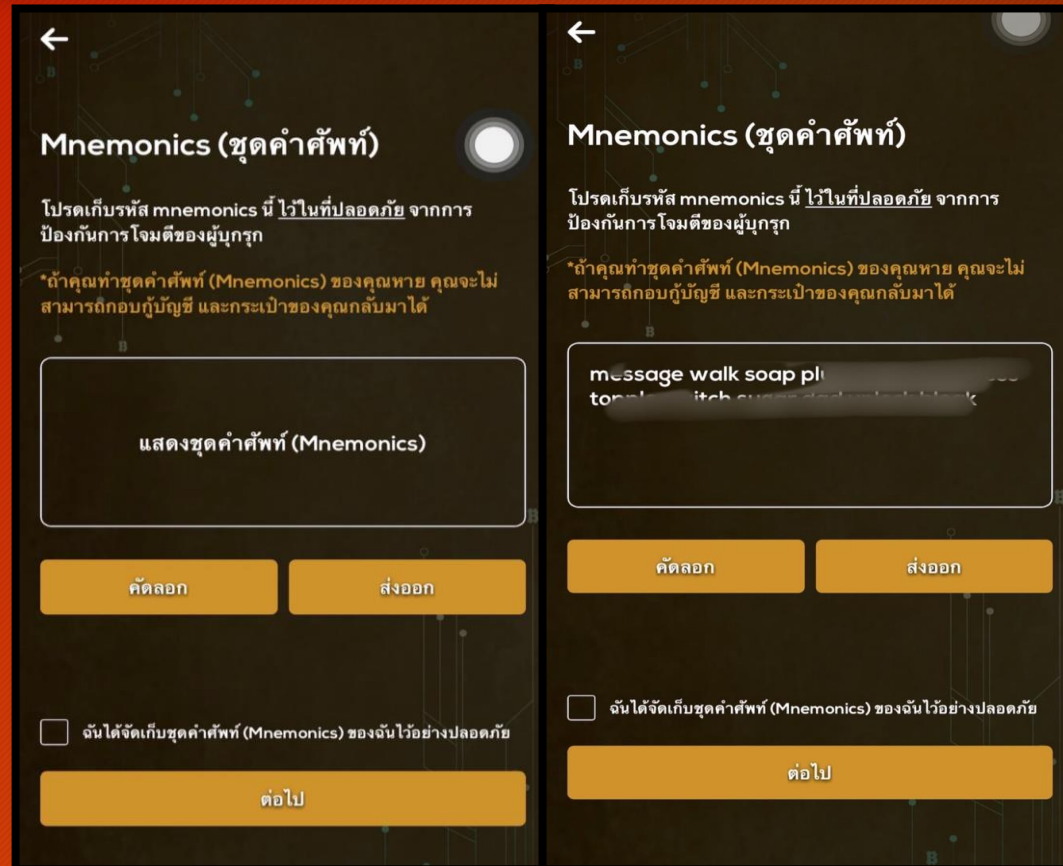 Mnemonics (ชุดคำศัพท์)
โปรดเก็บรหัส mnemonics นี้ ไว้ในที่ปลอดภัย จากการ
ป้องกันการโจมตีของผู้บุกรุก
*ถ้าคุณทำชุดคำศัพท์ (Mnemonics) ของคุณหาย คุณจะไม่
สามารถกอบกู้บัญชี และกระเป๋าของคุณกลับมาได้
แสดงชุดคำศัพท์ (Mnemonics)
คัดลอก
ส่งออก
ฉันได้จัดเก็บชุดคำศัพท์ (Mnemonics) ของฉันไว้อย่างปลอดภัย
ต่อไป
Mnemonics (ชุดคำศัพท์)
โปรดเก็บรหัส mnemonics นี้ ไว้ในที่ปลอดภัย จากการ
ป้องกันการโจมตีของผู้บุกรุก
*ถ้าคุณทำชุดคำศัพท์ (Mnemonics) ของคุณหาย คุณจะไม่
สามารถกอบกู้บัญชี และกระเป๋าของคุณกลับมาได้
message walk soap
คัดลอก
ส่งออก
ฉันได้จัดเก็บชุดคำศัพท์ (Mnemonics) ของฉันไว้อย่างปลอดภัย
ต่อไป